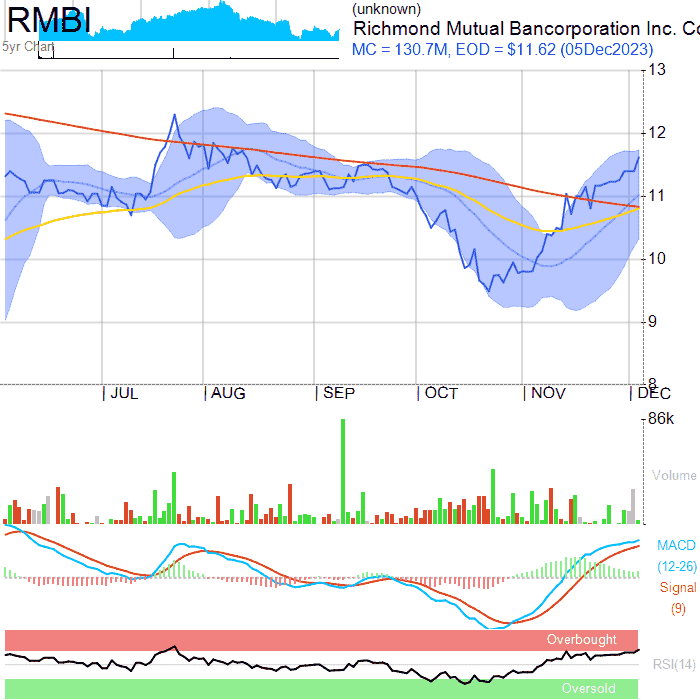 RMBI
(unknown)
Richmond Mutual Bancorporation Inc. Co
5yr Chart
MC = 130.7M, EOD = $11.62 (05Dec2023)
13
12
11
10
9
8
JUL AUG SEP OCT NOV DEC
86k
Volume
MACD
(12-26)
Signal
(9)
Overbought
RSI(14)
Oversold